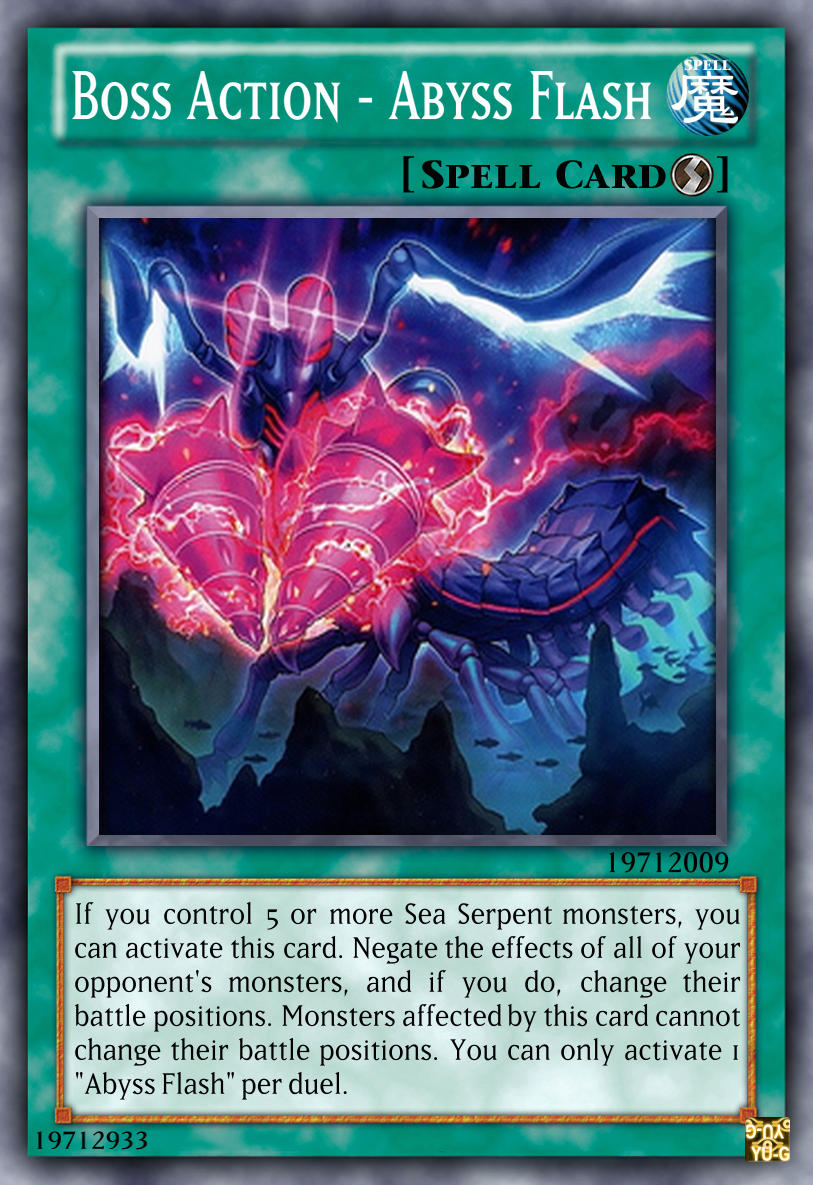 Boss Action - Abyss Flash
SPELL
魔
[Spell Card]
19712009
If you control 5 or more Sea Serpent monsters, you
can activate this card. Negate the effects of all of your
opponent's monsters, and if you do, change their
battle positions. Monsters affected by this card cannot
change their battle positions. You can only activate 1
"Abyss Flash" per duel.
19712933
YU-G